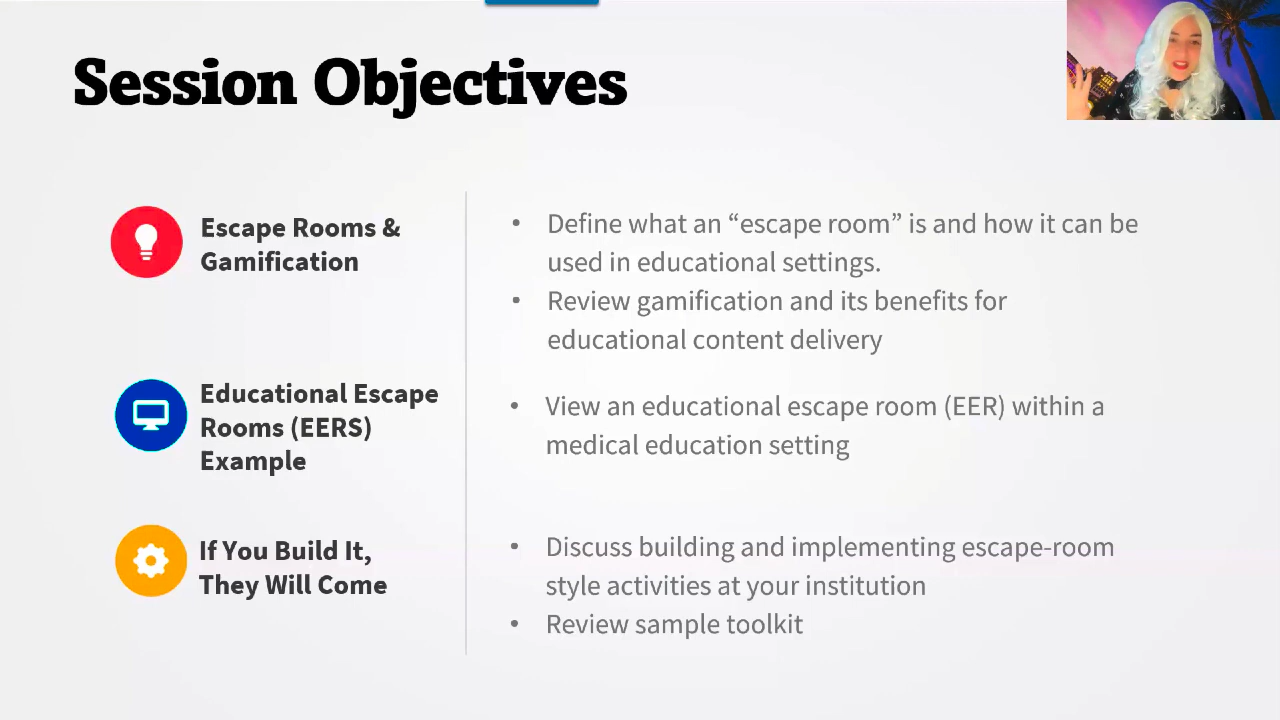 Session Objectives
Escape Rooms &
Gamification
• Define what an “escape room” is and how it can be
used in educational settings.
• Review gamification and its benefits for
educational content delivery
Educational Escape
Rooms (EERS)
Example
• View an educational escape room (EER) within a
medical education setting
If You Build It,
They Will Come
• Discuss building and implementing escape-room
style activities at your institution
• Review sample toolkit